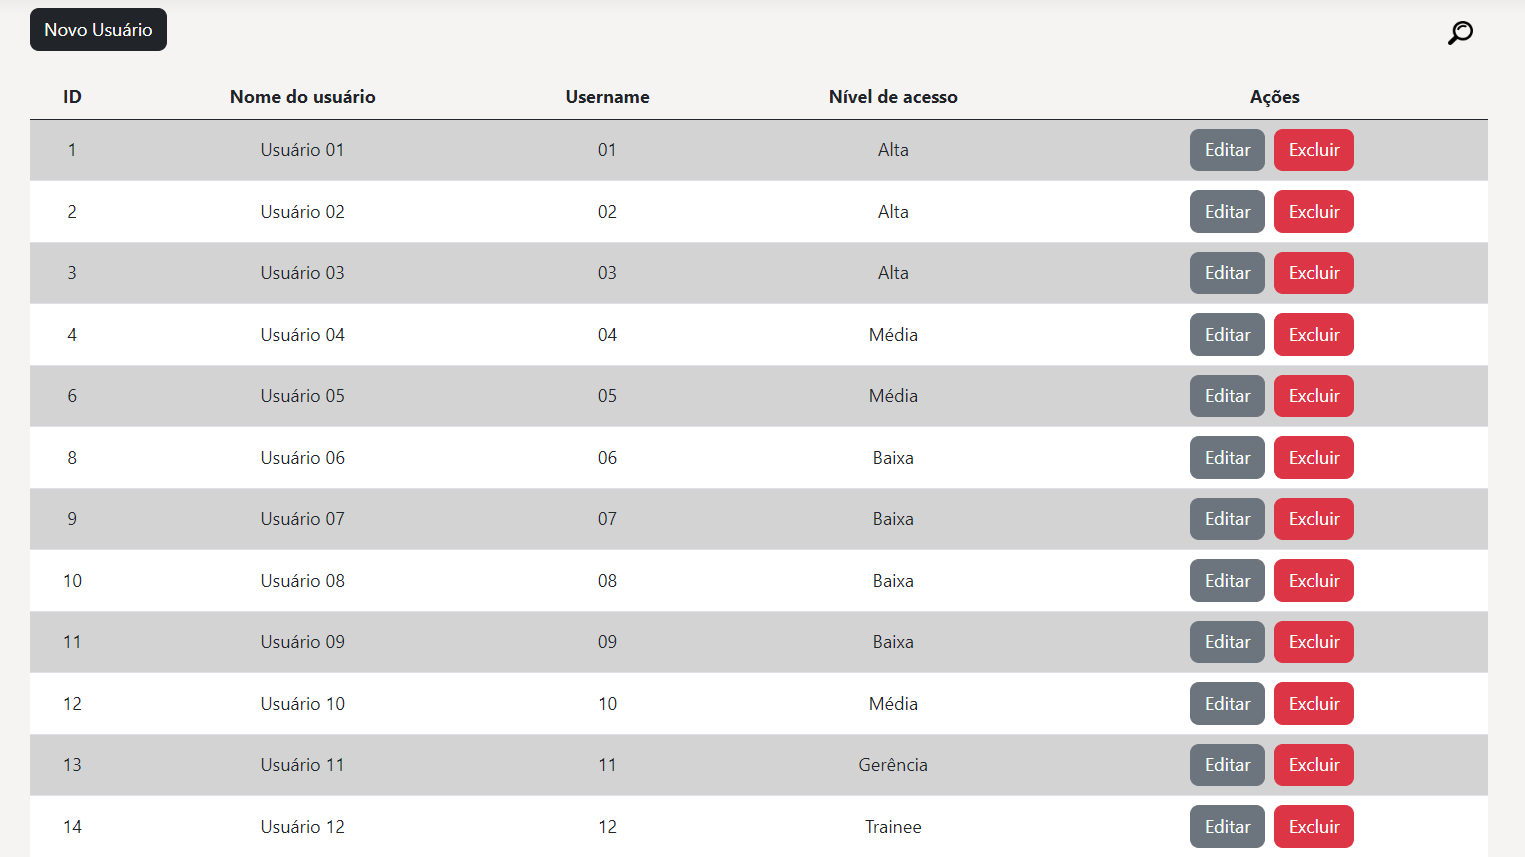 Novo Usuário
ID Nome do usuário Username Nível de acesso Ações
1 Usuário 01 01 Alta Editar Excluir
2 Usuário 02 02 Alta Editar Excluir
3 Usuário 03 03 Alta Editar Excluir
4 Usuário 04 04 Média Editar Excluir
6 Usuário 05 05 Média Editar Excluir
8 Usuário 06 06 Baixa Editar Excluir
9 Usuário 07 07 Baixa Editar Excluir
10 Usuário 08 08 Baixa Editar Excluir
11 Usuário 09 09 Baixa Editar Excluir
12 Usuário 10 10 Média Editar Excluir
13 Usuário 11 11 Gerência Editar Excluir
14 Usuário 12 12 Trainee Editar Excluir